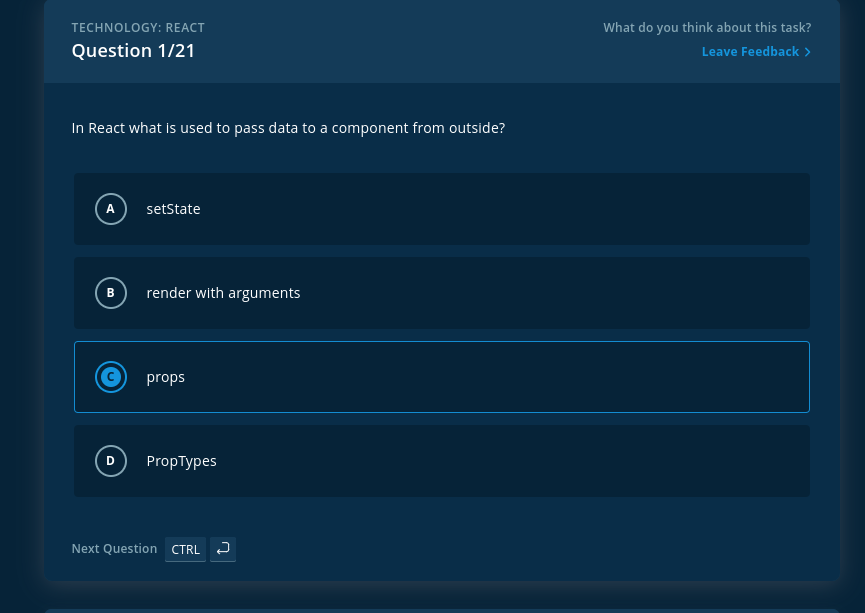 TECHNOLOGY: REACT
What do you think about this task?
Question 1/21
Leave Feedback >
In React what is used to pass data to a component from outside?
A setState
B render with arguments
C props
D PropTypes
Next Question CTRL ↵